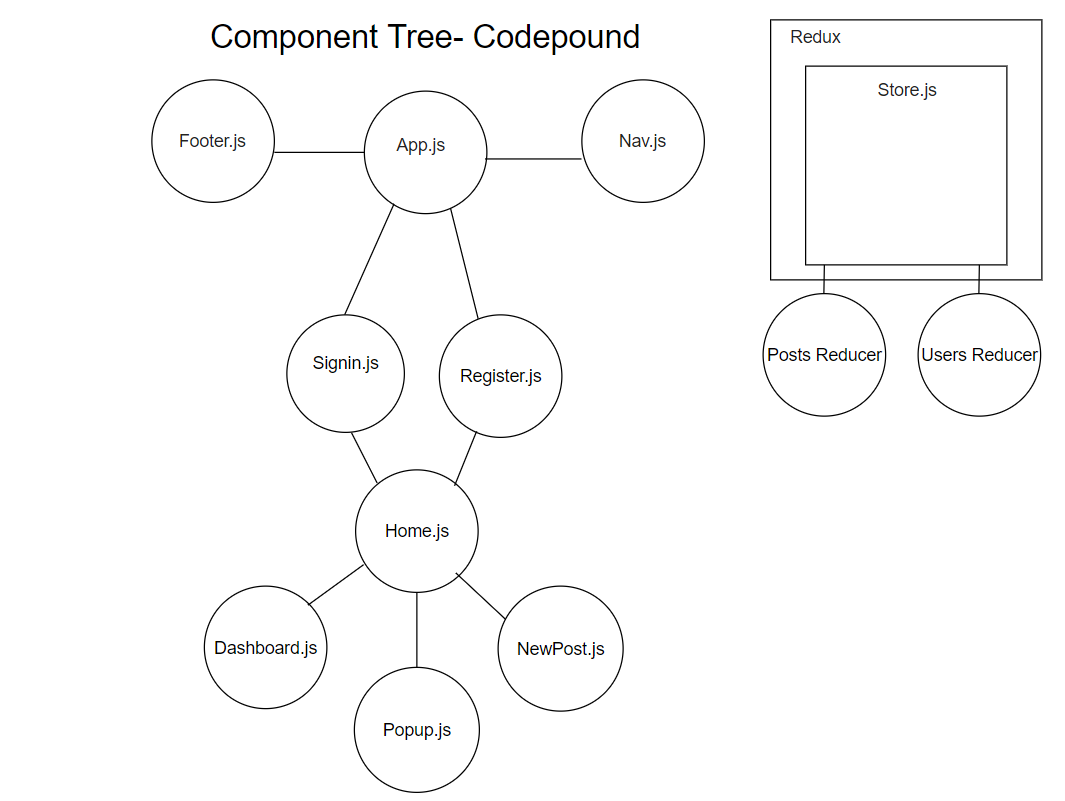 Component Tree- Codepound
Redux
Store.js
Footer.js
App.js
Nav.js
Signin.js
Register.js
Posts Reducer
Users Reducer
Home.js
Dashboard.js
NewPost.js
Popup.js